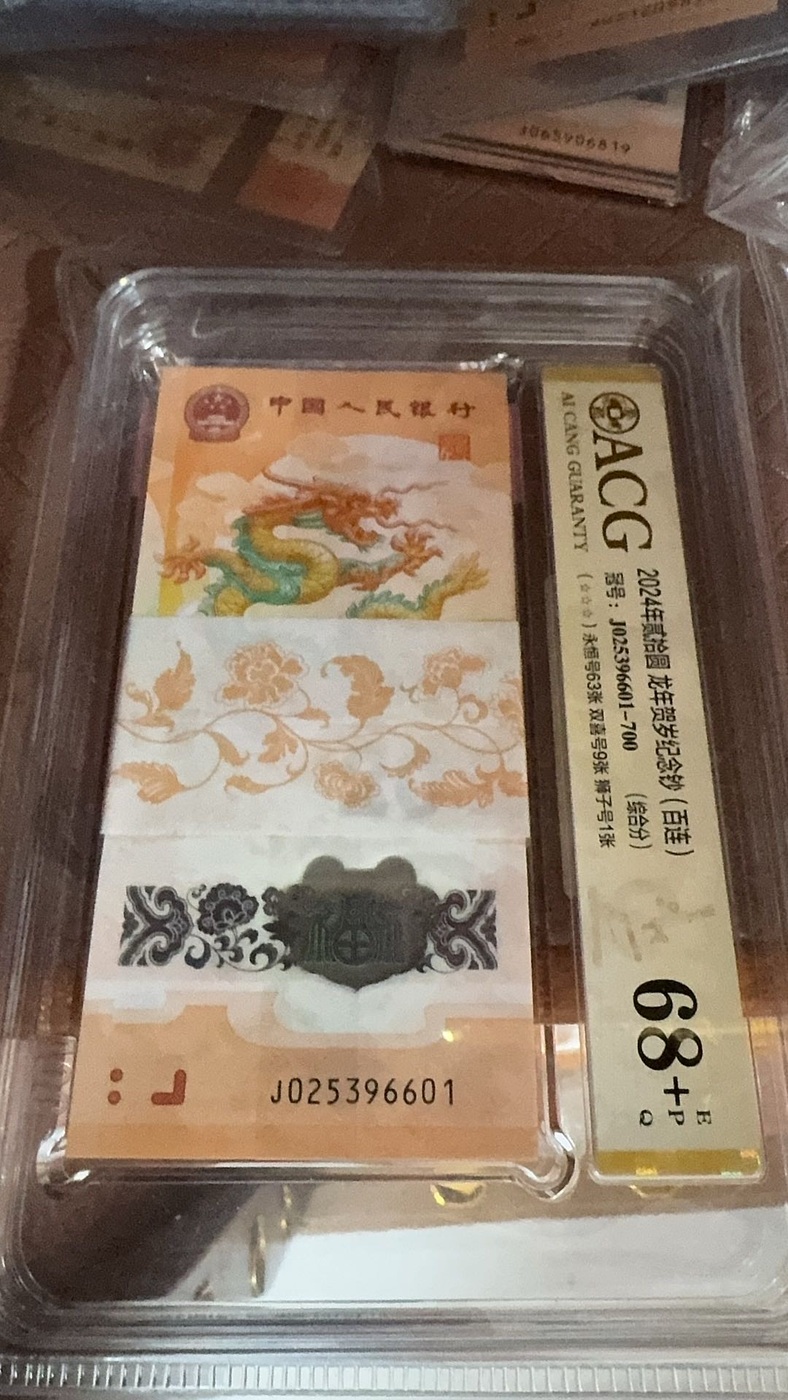 J065906819
中国人民银行
福
J025396601
ACG
AI CANG GUARANTY
2024年贰拾圆 龙年贺岁纪念钞（百连）
冠号：J025396601-700 （综合分）
（☆☆☆）永恒号63张 双喜号9张 狮子号1张
68+
E
P
Q